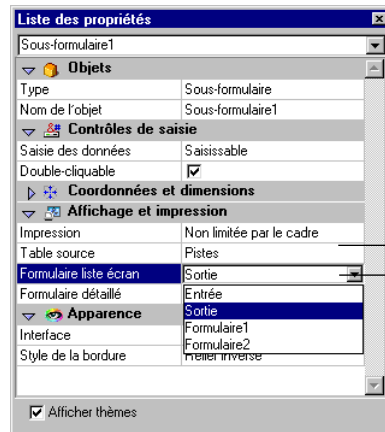 Liste des propriétés
Sous-formulaire1
Objets
Type Sous-formulaire
Nom de l'objet Sous-formulaire1
Contrôles de saisie
Saisie des données Saisissable
Double-cliquable
Coordonnées et dimensions
Affichage et impression
Impression Non limitée par le cadre
Table source Pistes
Formulaire liste écran Sortie
Formulaire détaillé Entrée
Sortie
Apparence
Formulaire1
Interface Formulaire2
Style de la bordure Relief inversé
Afficher thèmes